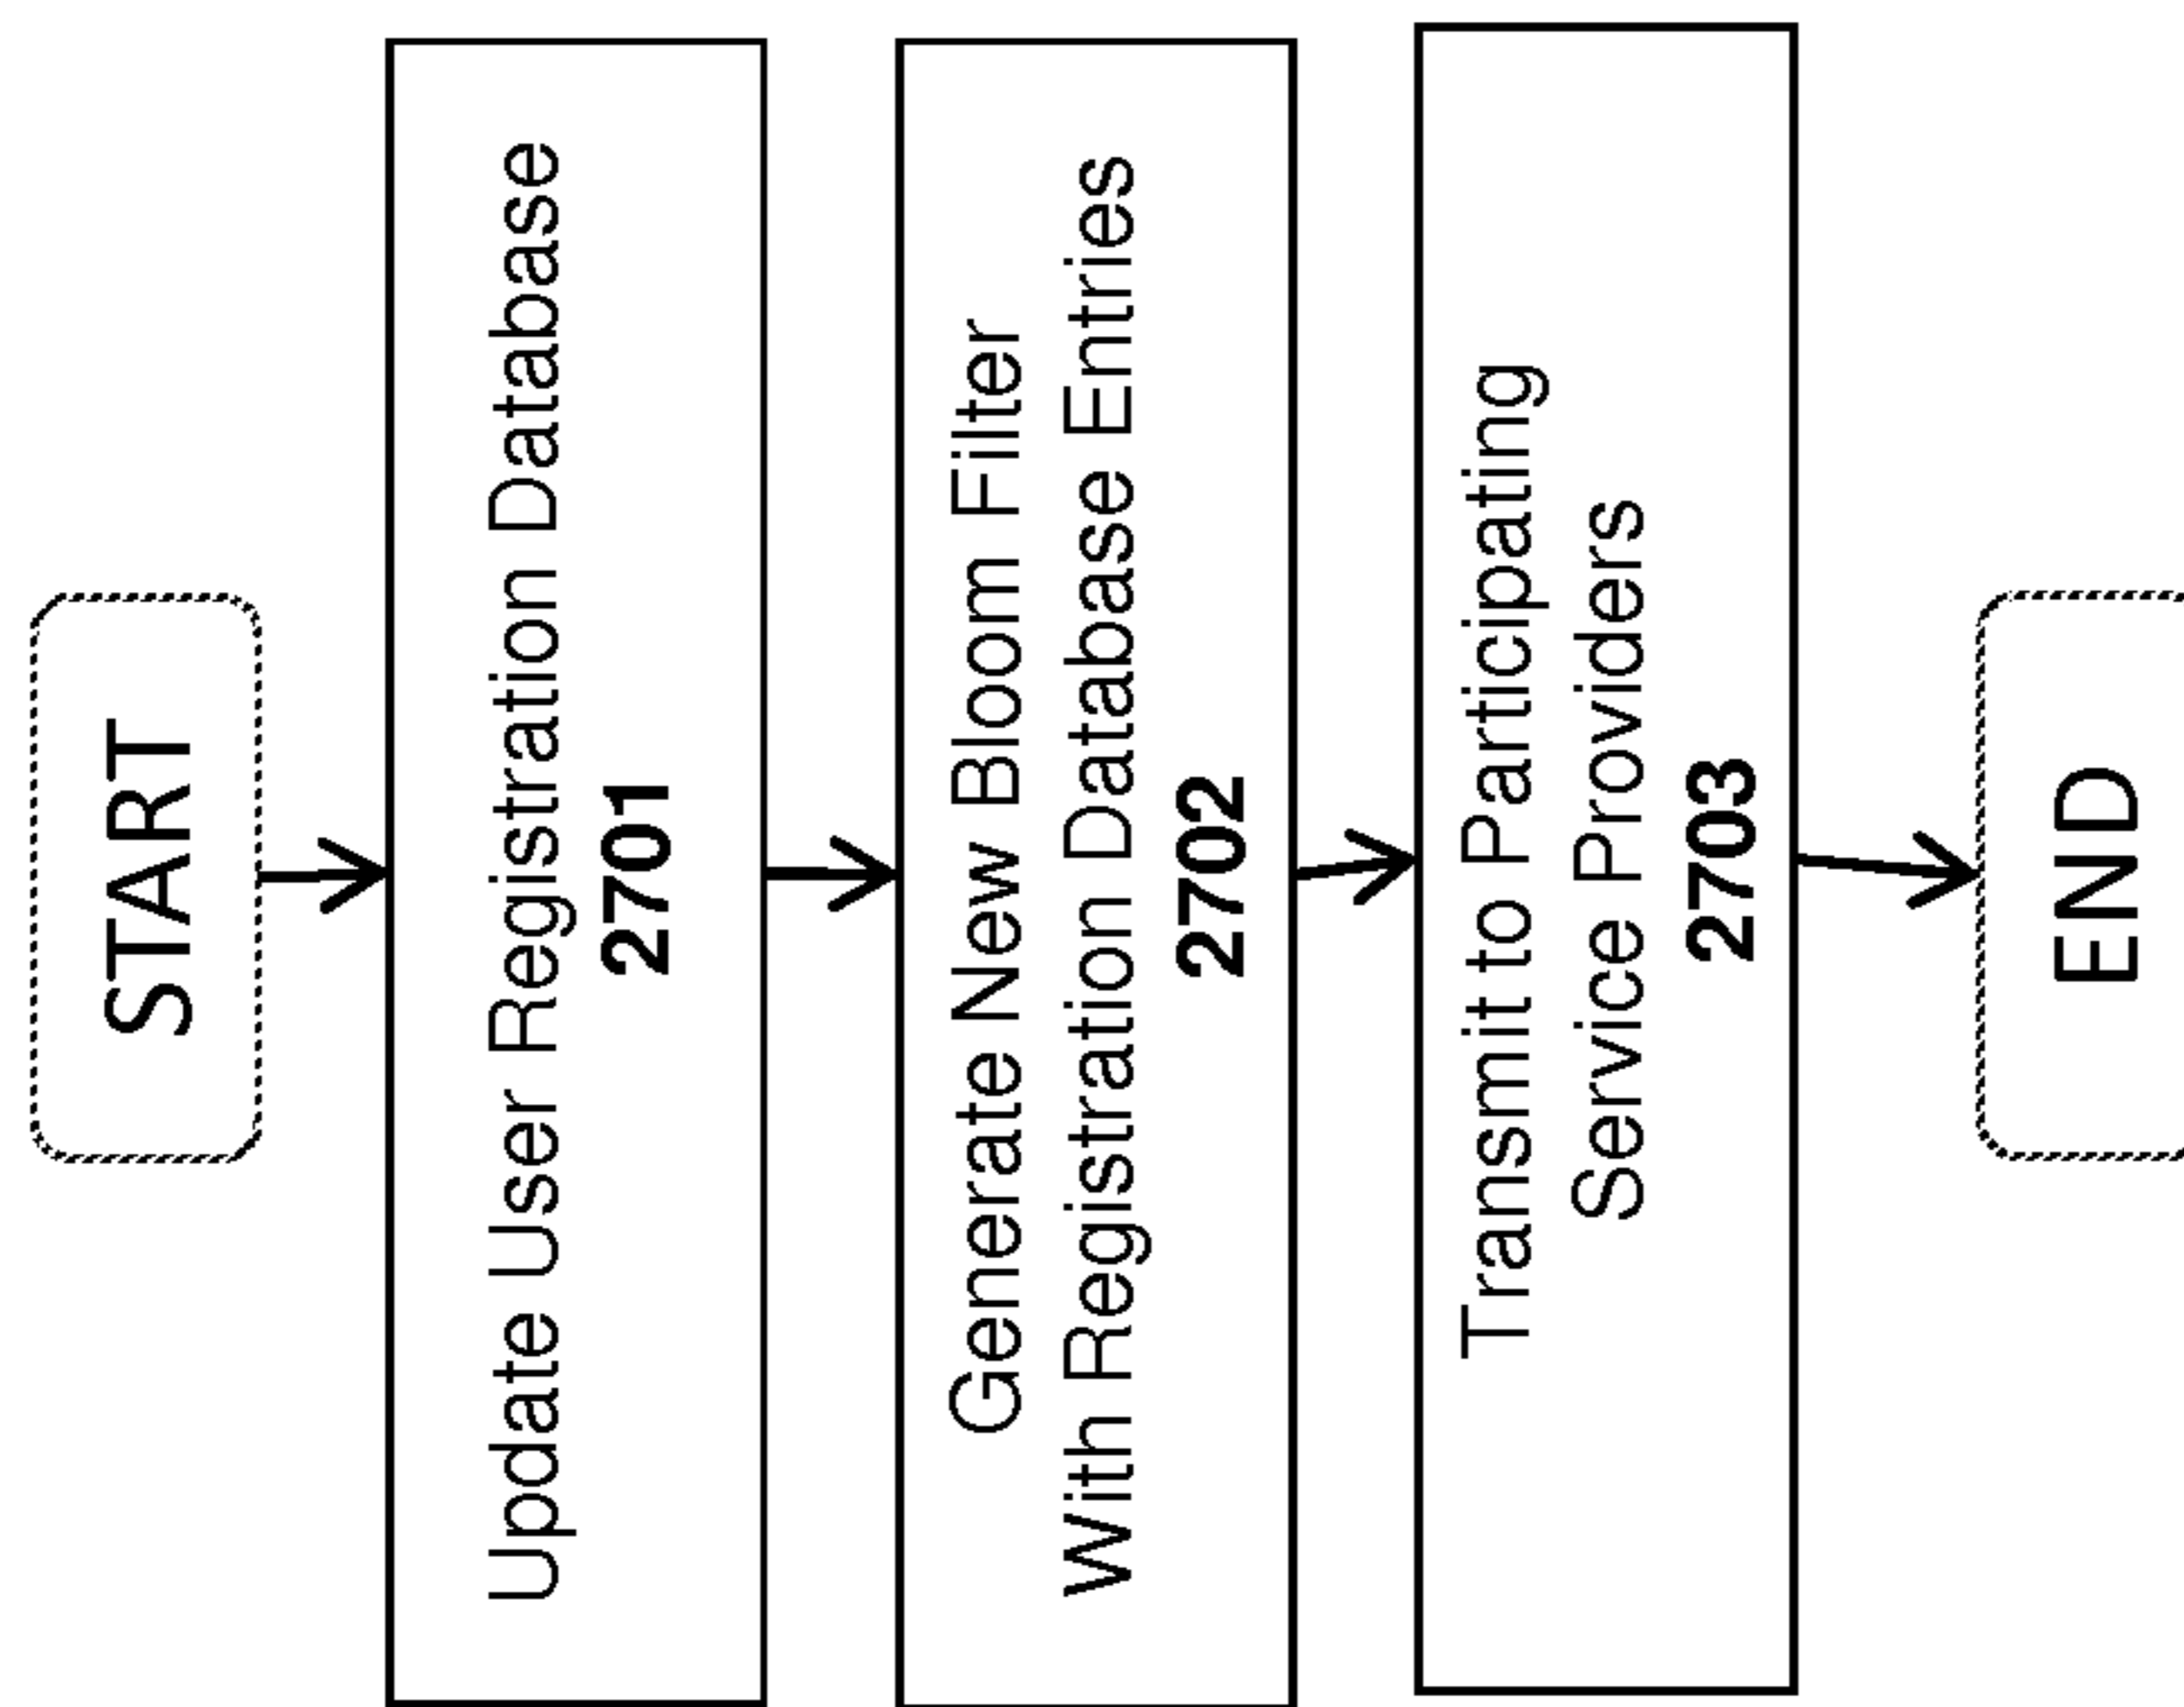 START
Update User Registration Database
2701
Generate New Bloom Filter
With Registration Database Entries
2702
Transmit to Participating
Service Providers
2703
END